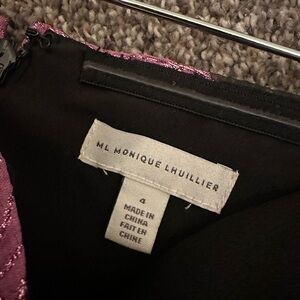 ML MONIQUE LHUILLIER
4
MADE IN
CHINA
FAIT EN
CHINE